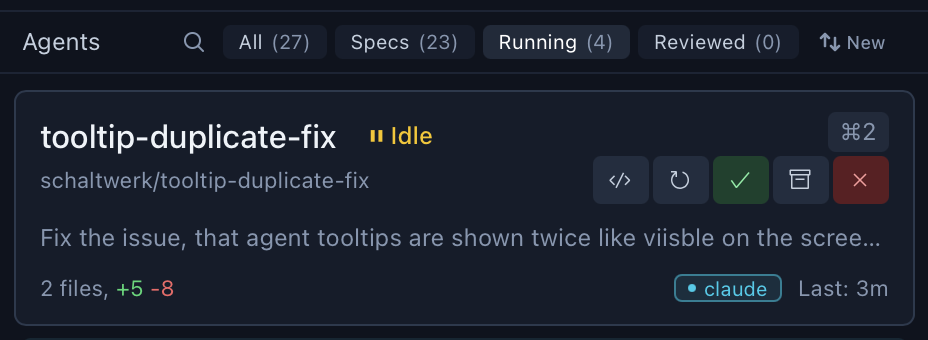 Agents All (27) Specs (23) Running (4) Reviewed (0) New
tooltip-duplicate-fix Idle ⌘2
schaltwerk/tooltip-duplicate-fix
Fix the issue, that agent tooltips are shown twice like viisble on the scree...
2 files, +5 -8 claude Last: 3m